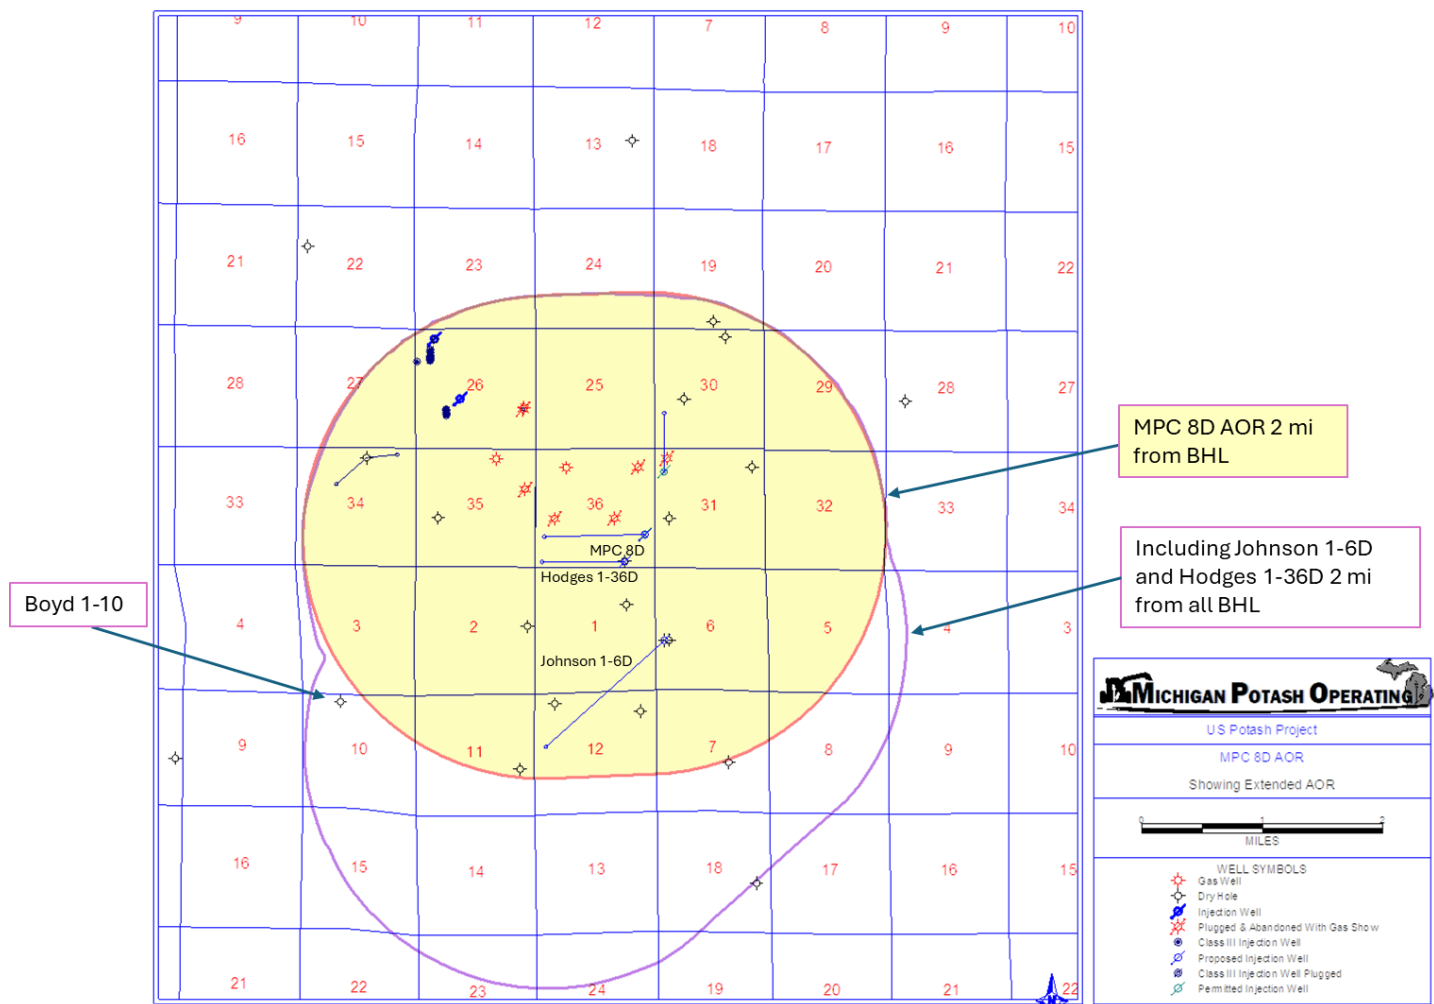 9 10 11 12 7 8 9 10
16 15 14 13 18 17 16 15
21 22 23 24 19 20 21 22
28 27 26 25 30 29 28 27
33 34 35 36 31 32 33 34
MPC 8D
Hodges 1-36D
4 3 2 1 6 5 4 3
Johnson 1-6D
9 10 11 12 7 8 9 10
16 15 14 13 18 17 16 15
21 22 23 24 19 20 21 22
N
Boyd 1-10
MPC 8D AOR 2 mi
from BHL
Including Johnson 1-6D
and Hodges 1-36D 2 mi
from all BHL
MICHIGAN POTASH OPERATING
US Potash Project
MPC 8D AOR
Showing Extended AOR
0 1 2
MILES
WELL SYMBOLS
Gas Well
Dry Hole
Injection Well
Plugged & Abandoned With Gas Show
Class III Injection Well
Proposed Injection Well
Class III Injection Well Plugged
Permitted Injection Well